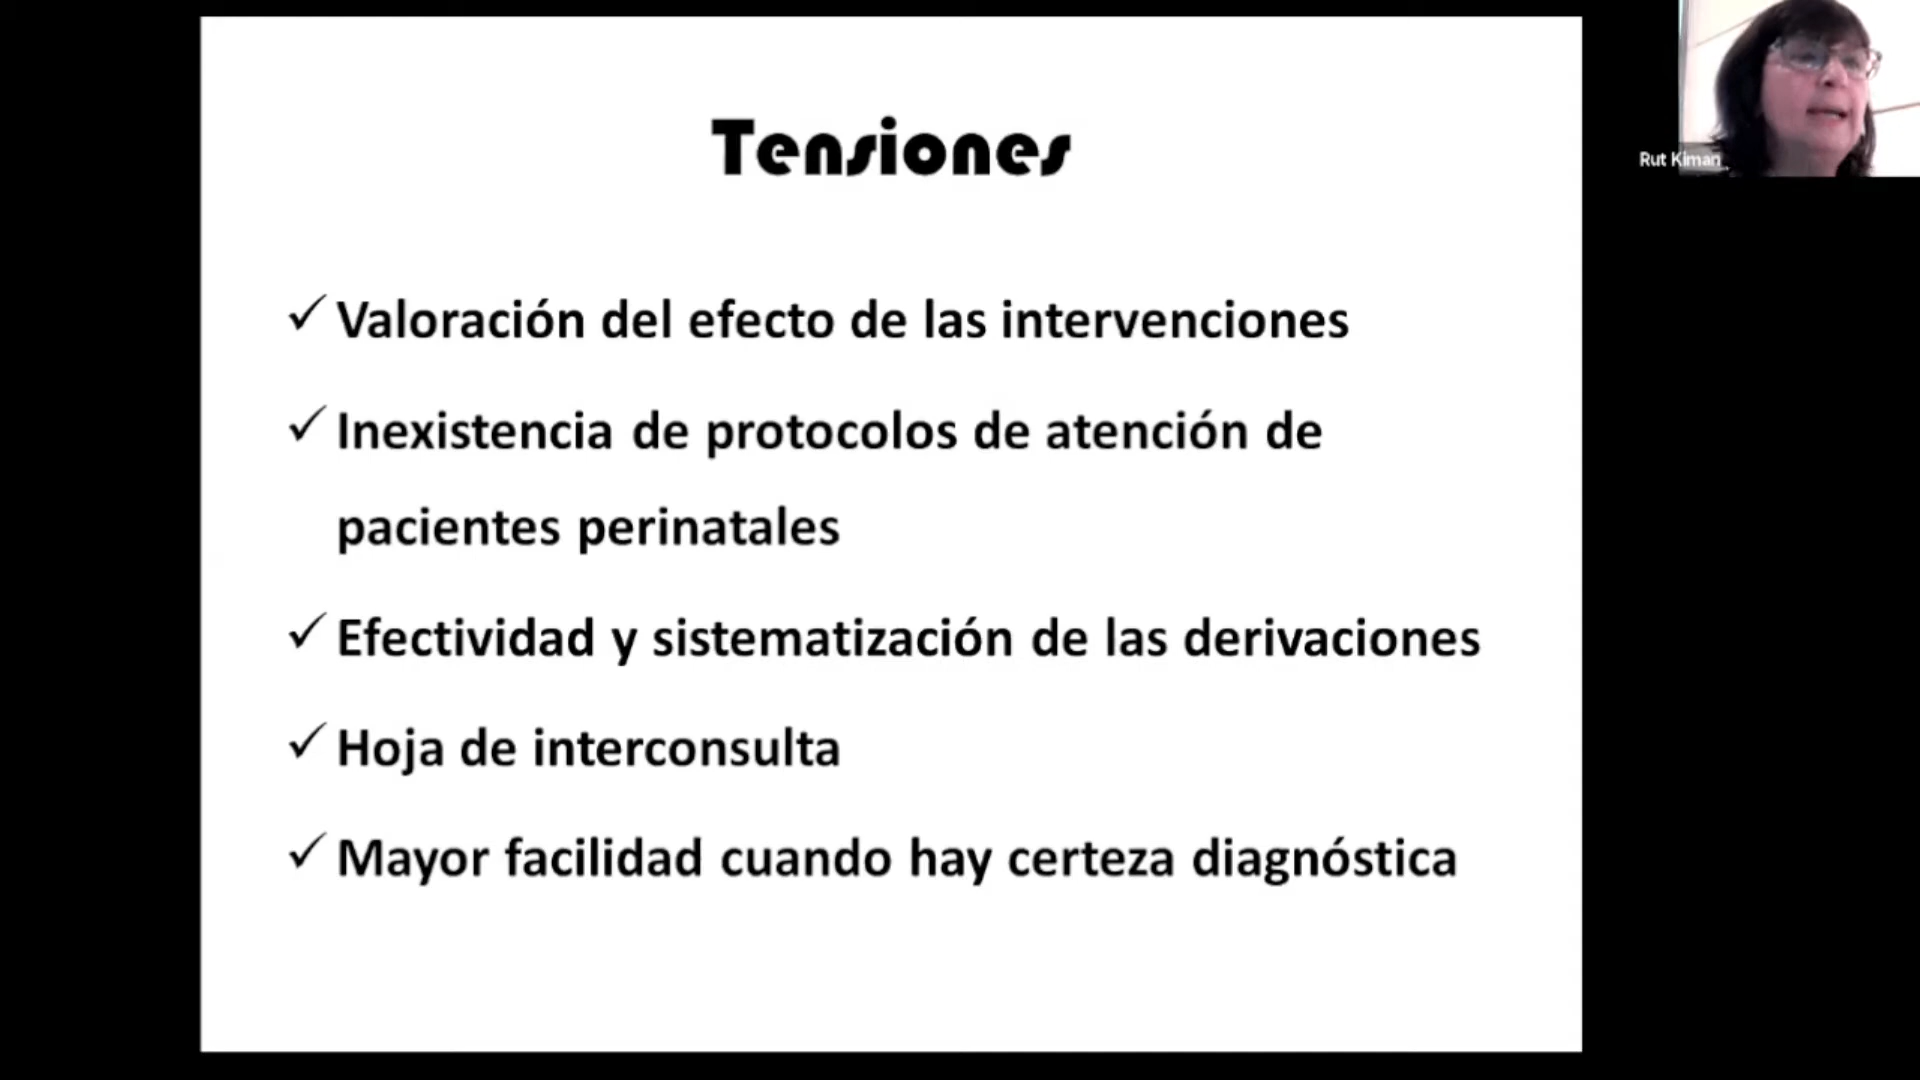 Tensiones
✓ Valoración del efecto de las intervenciones
✓ Inexistencia de protocolos de atención de
pacientes perinatales
✓ Efectividad y sistematización de las derivaciones
✓ Hoja de interconsulta
✓ Mayor facilidad cuando hay certeza diagnóstica
Rut Kiman